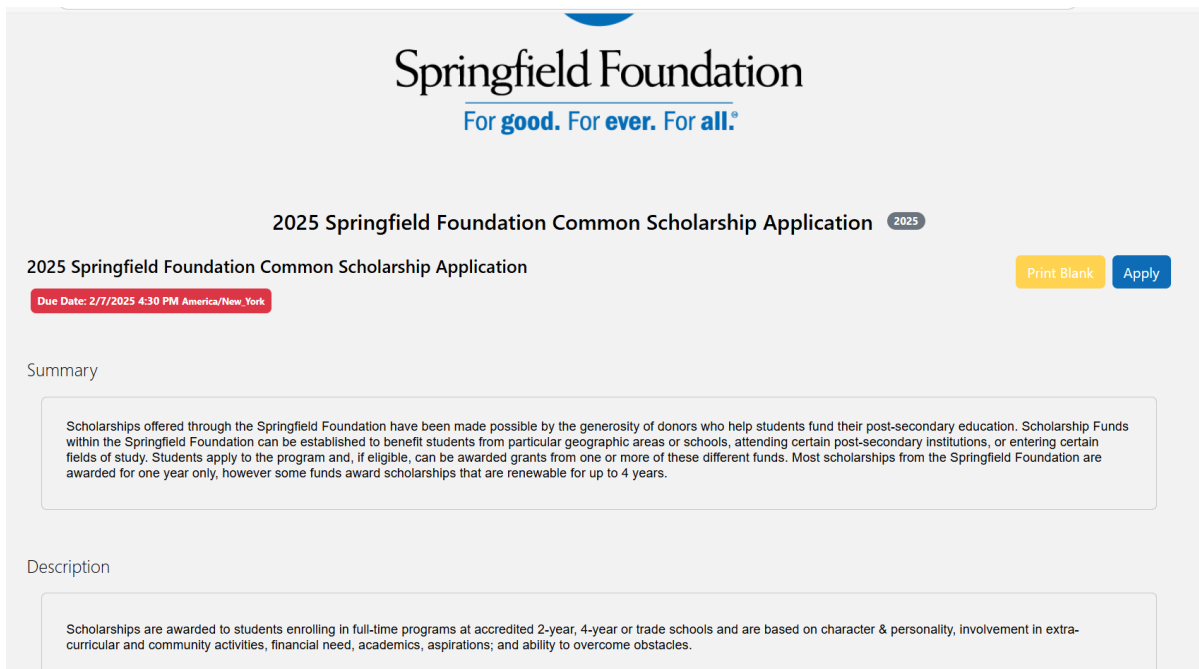 Springfield Foundation
For good. For ever. For all.®
2025 Springfield Foundation Common Scholarship Application 2025
2025 Springfield Foundation Common Scholarship Application
Print Blank Apply
Due Date: 2/7/2025 4:30 PM America/New_York
Summary
Scholarships offered through the Springfield Foundation have been made possible by the generosity of donors who help students fund their post-secondary education. Scholarship Funds
within the Springfield Foundation can be established to benefit students from particular geographic areas or schools, attending certain post-secondary institutions, or entering certain
fields of study. Students apply to the program and, if eligible, can be awarded grants from one or more of these different funds. Most scholarships from the Springfield Foundation are
awarded for one year only, however some funds award scholarships that are renewable for up to 4 years.
Description
Scholarships are awarded to students enrolling in full-time programs at accredited 2-year, 4-year or trade schools and are based on character & personality, involvement in extra-
curricular and community activities, financial need, academics, aspirations; and ability to overcome obstacles.